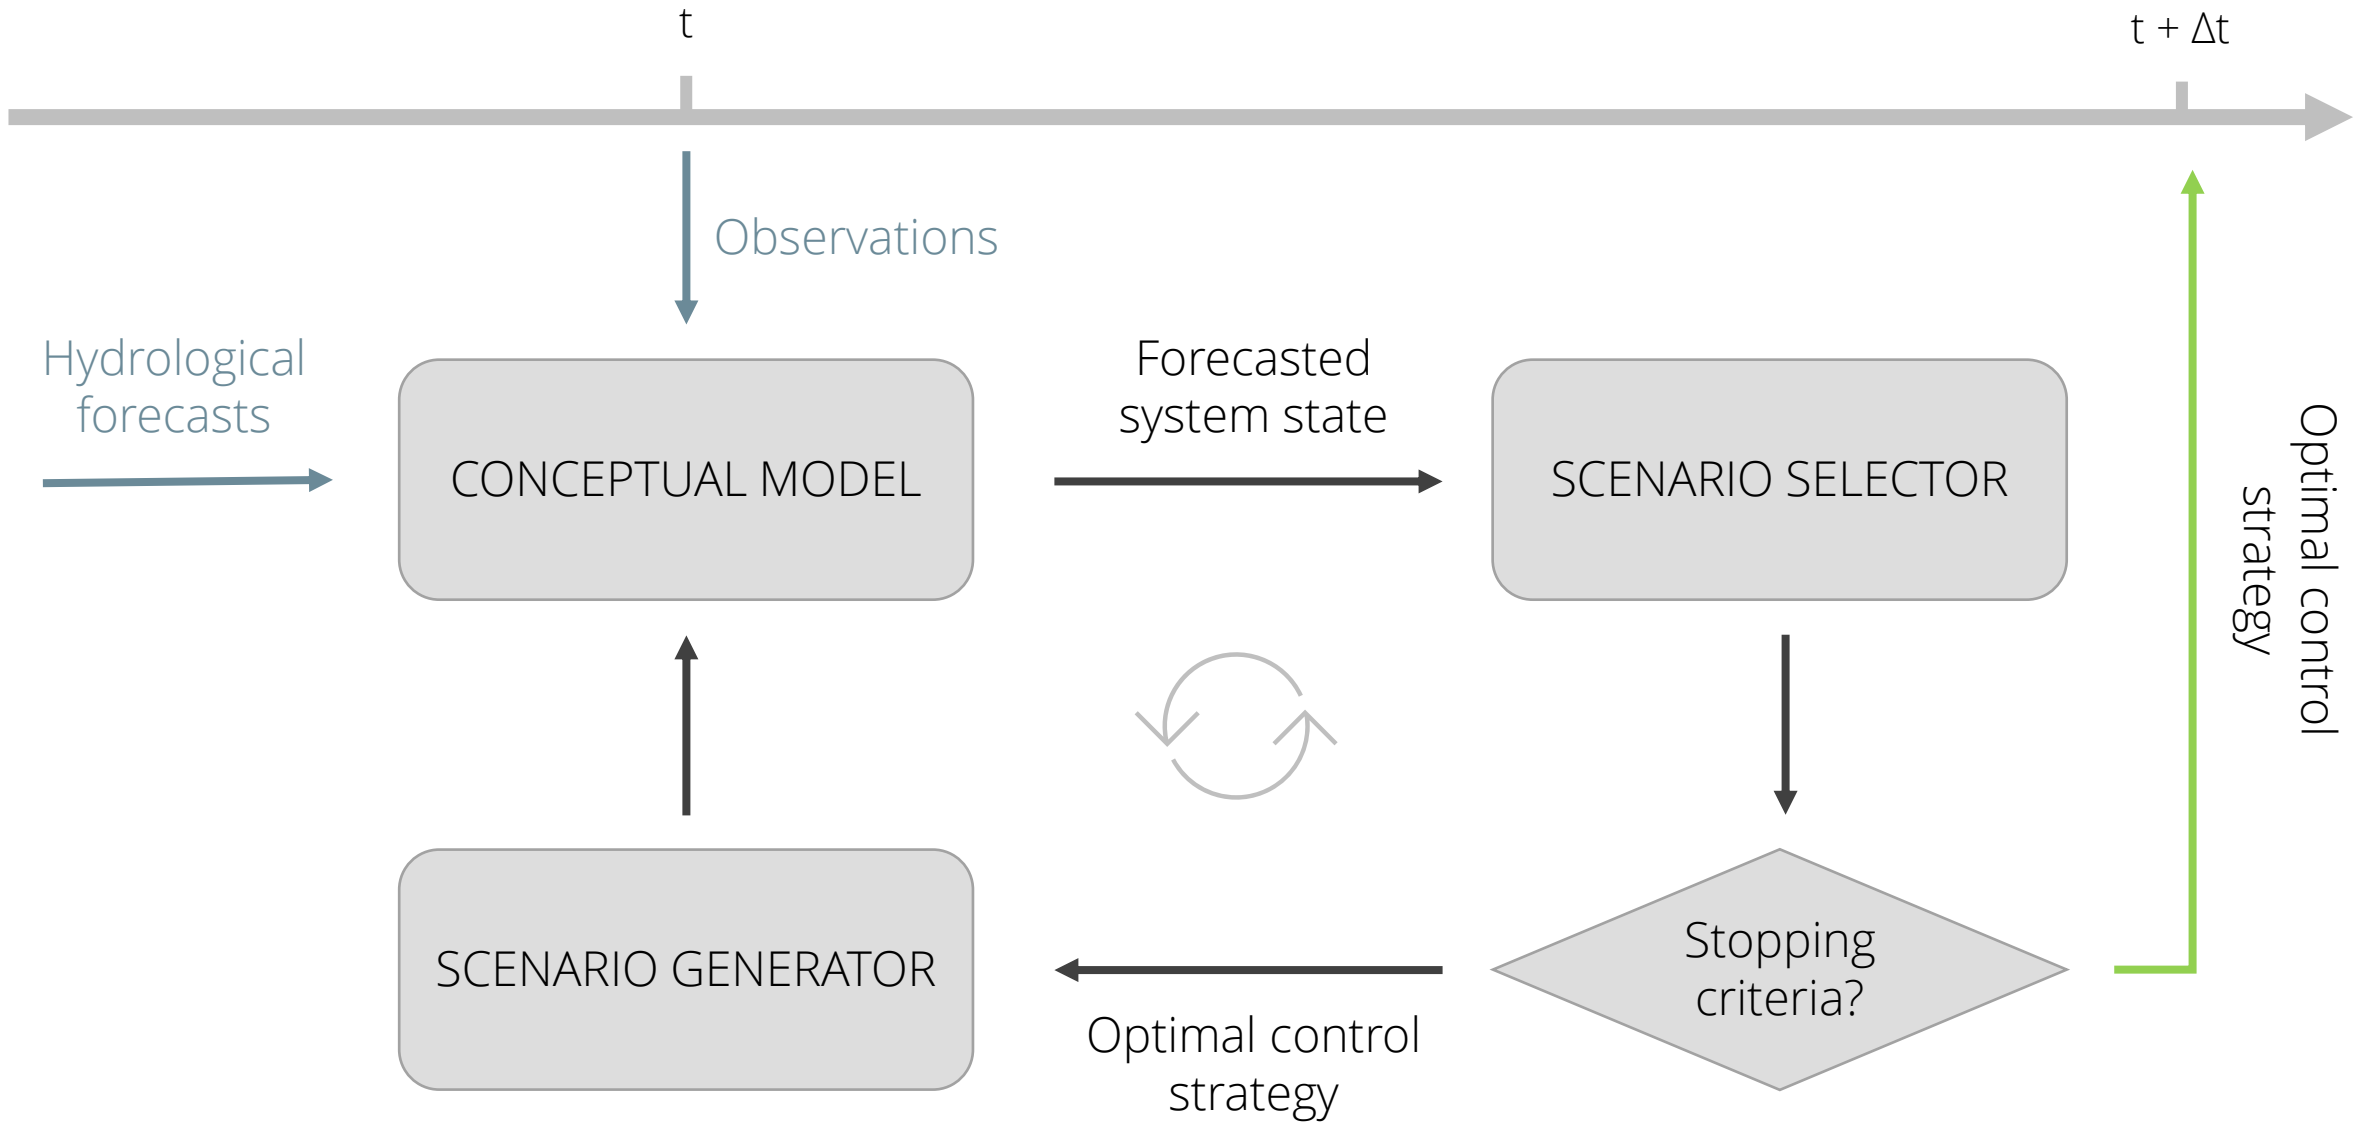 t
t + Δt
Observations
Hydrological
forecasts
CONCEPTUAL MODEL
Forecasted
system state
SCENARIO SELECTOR
Optimal control
strategy
SCENARIO GENERATOR
Optimal control
strategy
Stopping
criteria?